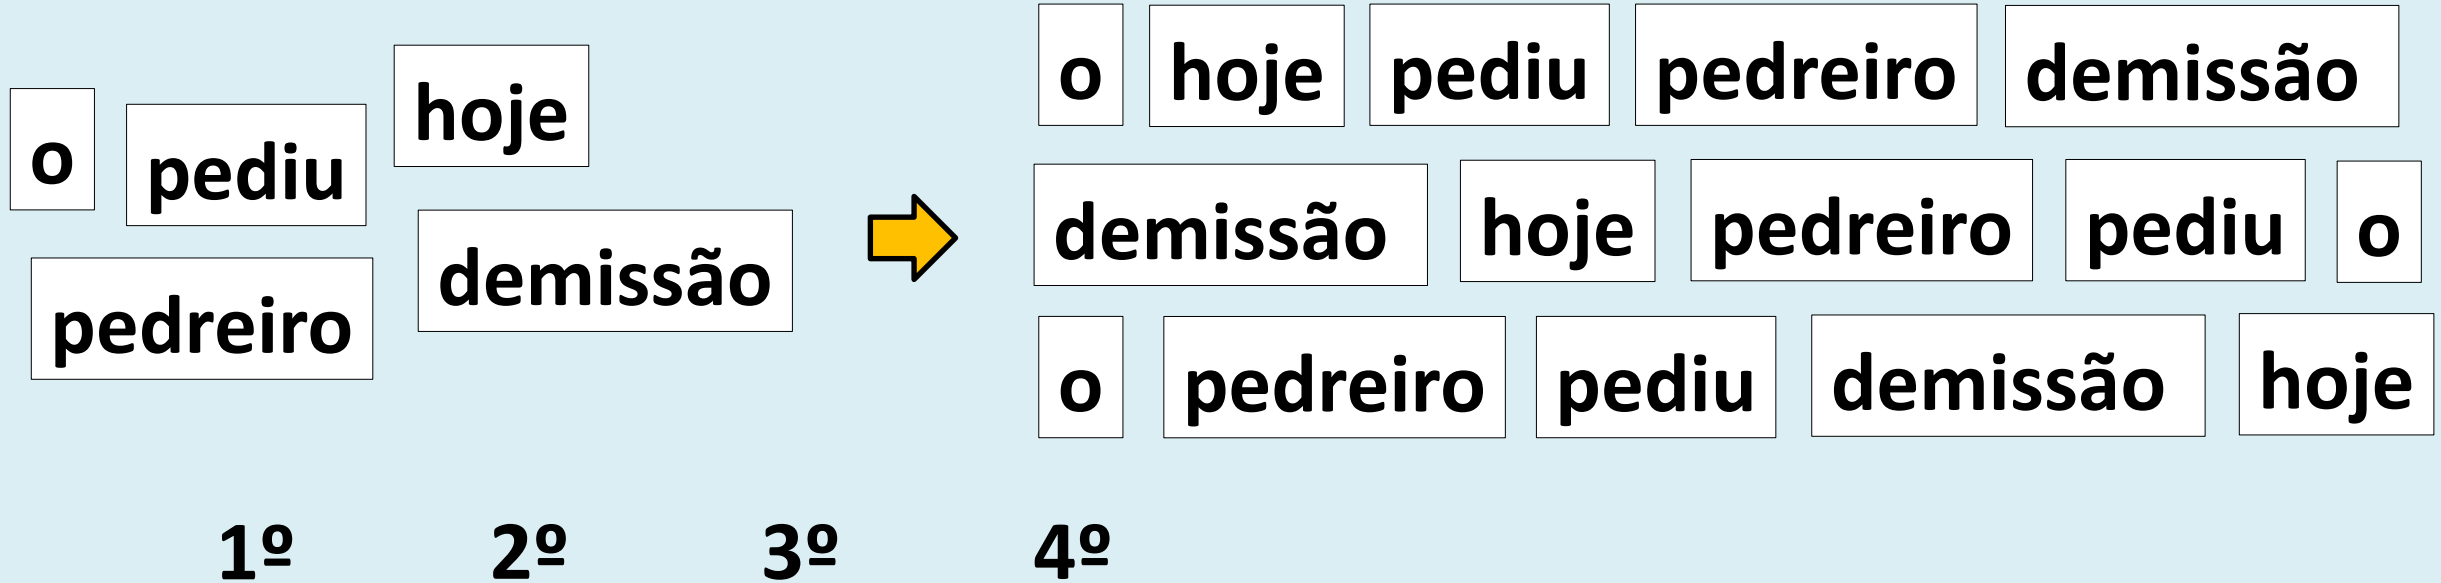 hoje
o pediu
demissão
pedreiro
o hoje pediu pedreiro demissão
demissão hoje pedreiro pediu o
o pedreiro pediu demissão hoje
1º 2º 3º 4º